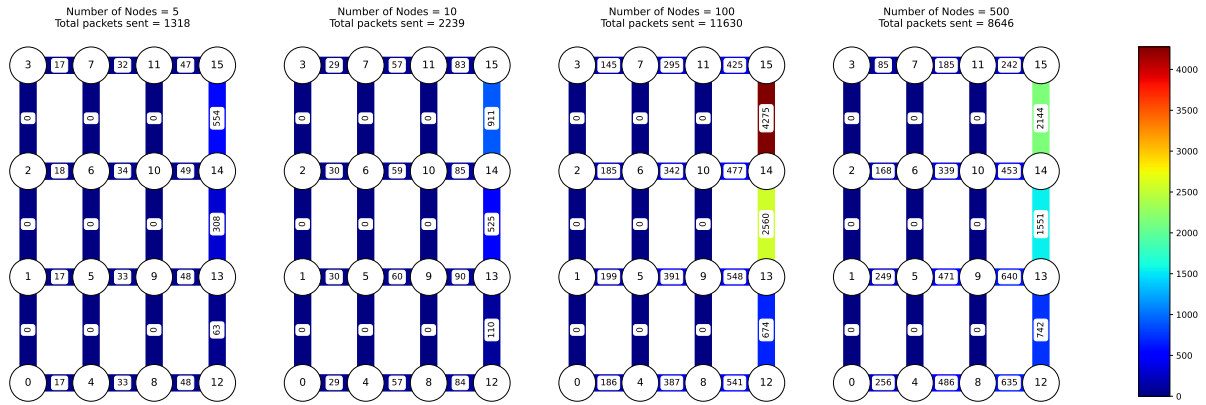 Number of Nodes = 5
Total packets sent = 1318
3 17 7 32 11 47 15
0 0 0 554
2 18 6 34 10 49 14
0 0 0 308
1 17 5 33 9 48 13
0 0 0 63
0 17 4 33 8 48 12
Number of Nodes = 10
Total packets sent = 2239
3 29 7 57 11 83 15
0 0 0 911
2 30 6 59 10 85 14
0 0 0 525
1 30 5 60 9 90 13
0 0 0 110
0 29 4 57 8 84 12
Number of Nodes = 100
Total packets sent = 11630
3 145 7 295 11 425 15
0 0 0 4275
2 185 6 342 10 477 14
0 0 0 2560
1 199 5 391 9 548 13
0 0 0 674
0 186 4 387 8 541 12
Number of Nodes = 500
Total packets sent = 8646
3 85 7 185 11 242 15
0 0 0 2144
2 168 6 339 10 453 14
0 0 0 1551
1 249 5 471 9 640 13
0 0 0 742
0 256 4 486 8 635 12
4000
3500
3000
2500
2000
1500
1000
500
0